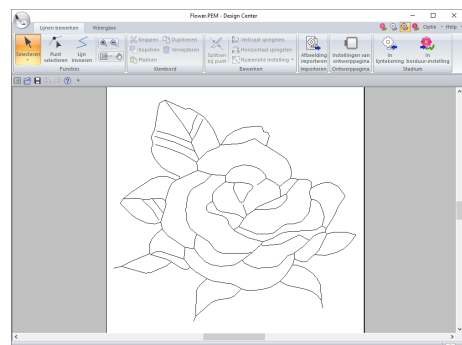 Flower.PEM - Design Center
Lijnen bewerken Weergave
Optie Help
Selecteren
Punt selecteren
Lijn invoeren
Functies
Knippen Dupliceren
Kopiëren Verwijderen
Plakken
Klembord
Splitsen bij punt
Verticaal spiegelen
Horizontaal spiegelen
Numerieke instelling
Bewerken
Afbeelding importeren
Importeren
Instellingen van ontwerppagina
Ontwerppagina
In lijntekening
In borduur-instelling
Stadium